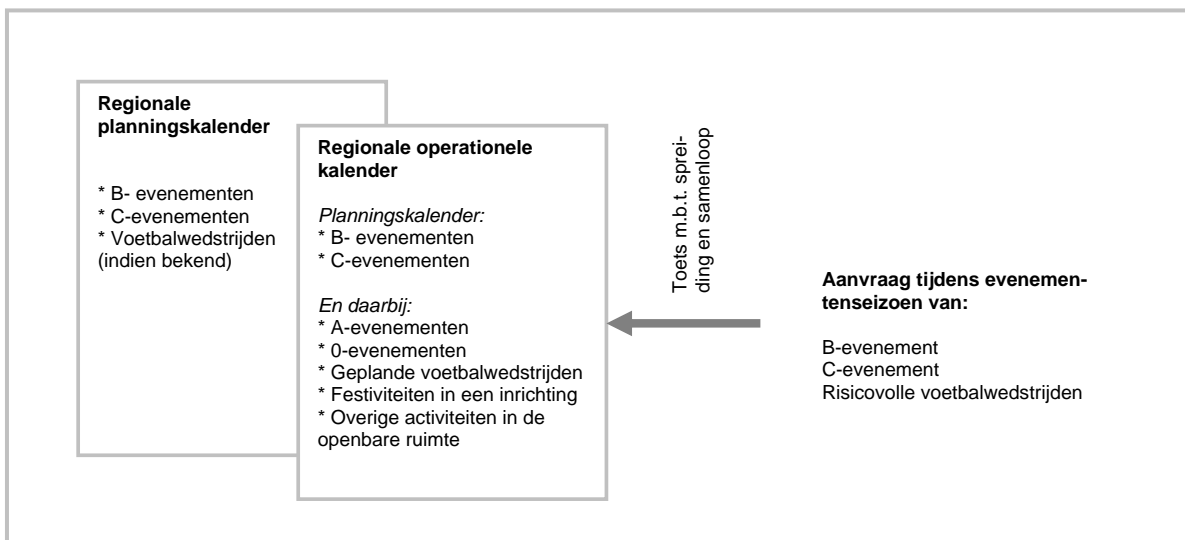 Regionale
planningskalender
* B- evenementen
* C-evenementen
* Voetbalwedstrijden
(indien bekend)
Regionale operationele
kalender
Planningskalender:
* B- evenementen
* C-evenementen
En daarbij:
* A-evenementen
* 0-evenementen
* Geplande voetbalwedstrijden
* Festiviteiten in een inrichting
* Overige activiteiten in de
openbare ruimte
Toets m.b.t. sprei-
ding en samenloop
Aanvraag tijdens evenemen-
tenseizoen van:
B-evenement
C-evenement
Risicovolle voetbalwedstrijden